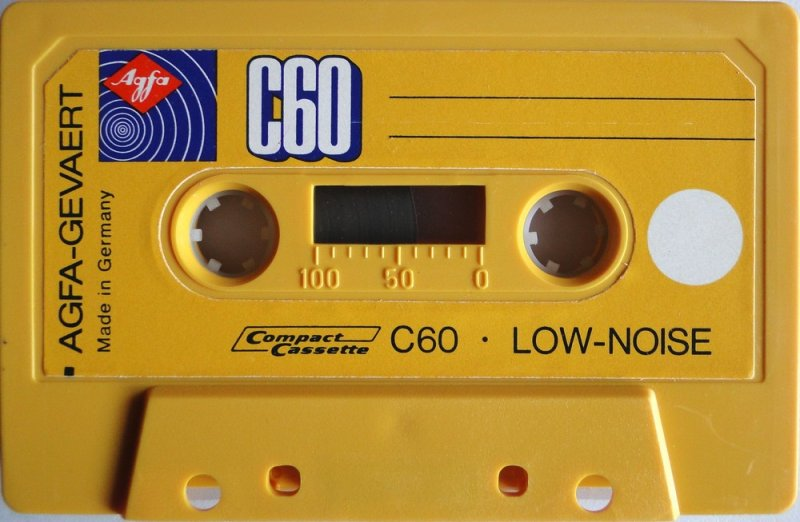 Agfa
C60
AGFA-GEVAERT
Made in Germany
100 50 0
Compact
Cassette
C60 · LOW-NOISE